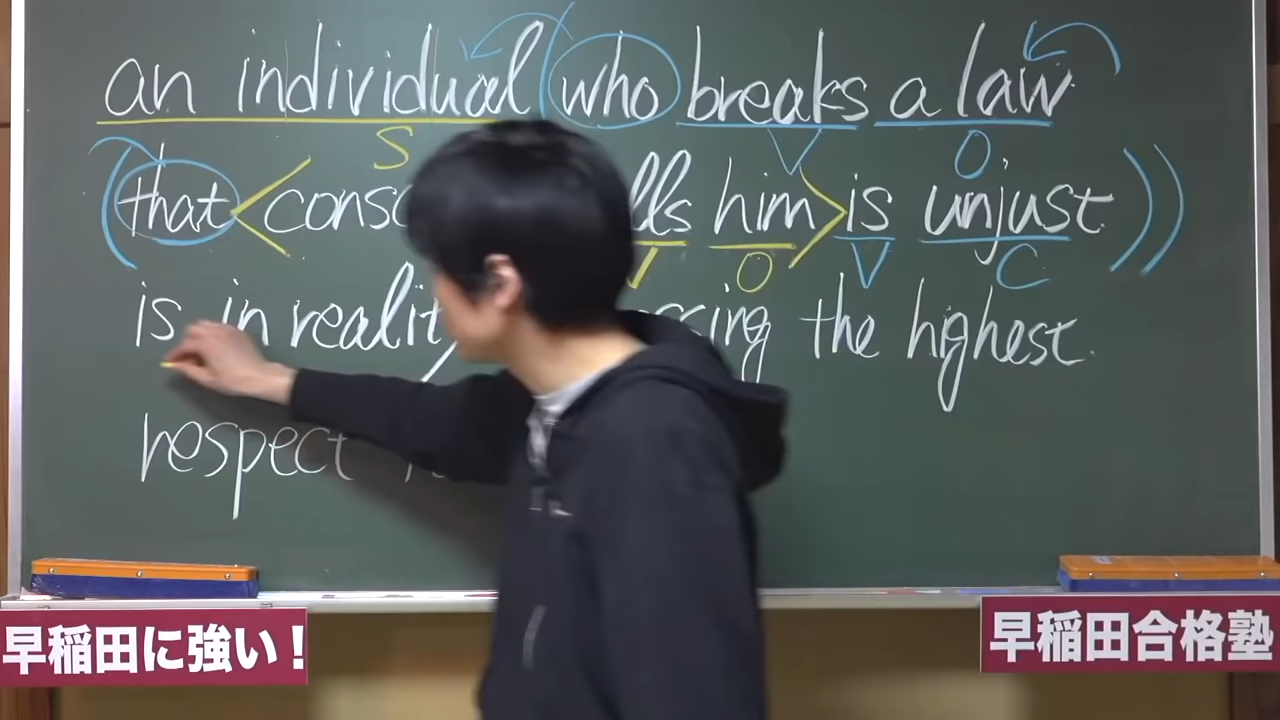 an individual who breaks a law
S V O
that < him > is unjust
V O V C
is in the highest
respect
早稲田に強い!
早稲田合格塾